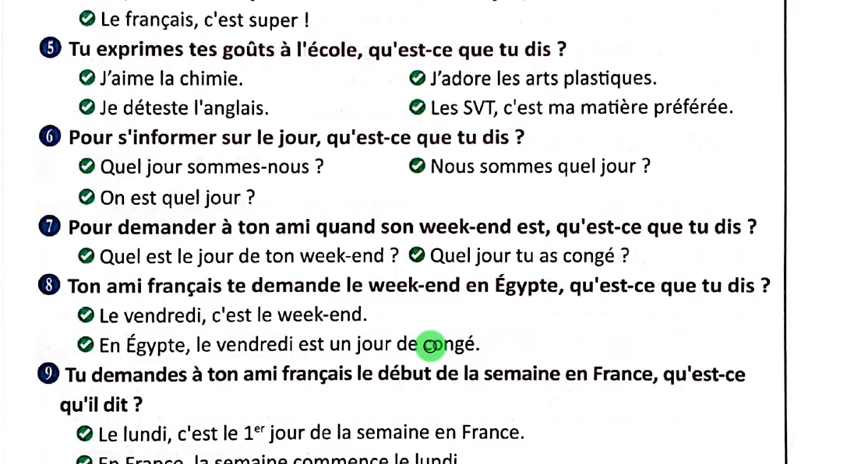 Le français, c'est super !
5 Tu exprimes tes goûts à l'école, qu'est-ce que tu dis ?
J'aime la chimie. J'adore les arts plastiques.
Je déteste l'anglais. Les SVT, c'est ma matière préférée.
6 Pour s'informer sur le jour, qu'est-ce que tu dis ?
Quel jour sommes-nous ? Nous sommes quel jour ?
On est quel jour ?
7 Pour demander à ton ami quand son week-end est, qu'est-ce que tu dis ?
Quel est le jour de ton week-end ? Quel jour tu as congé ?
8 Ton ami français te demande le week-end en Égypte, qu'est-ce que tu dis ?
Le vendredi, c'est le week-end.
En Égypte, le vendredi est un jour de congé.
9 Tu demandes à ton ami français le début de la semaine en France, qu'est-ce
qu'il dit ?
Le lundi, c'est le 1er jour de la semaine en France.
En France, la semaine commence le lundi.